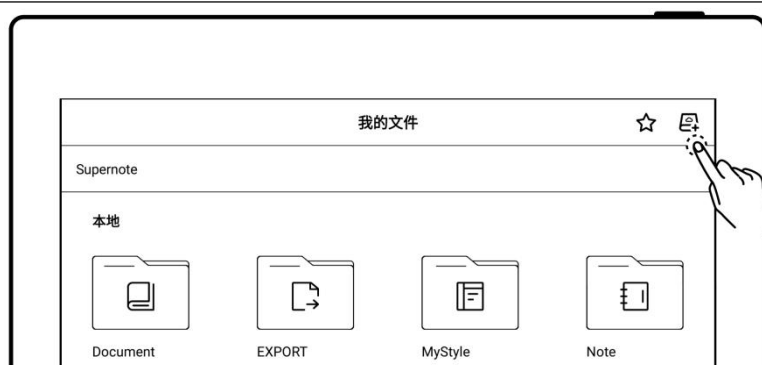 我的文件
Supernote
本地
Document EXPORT MyStyle Note